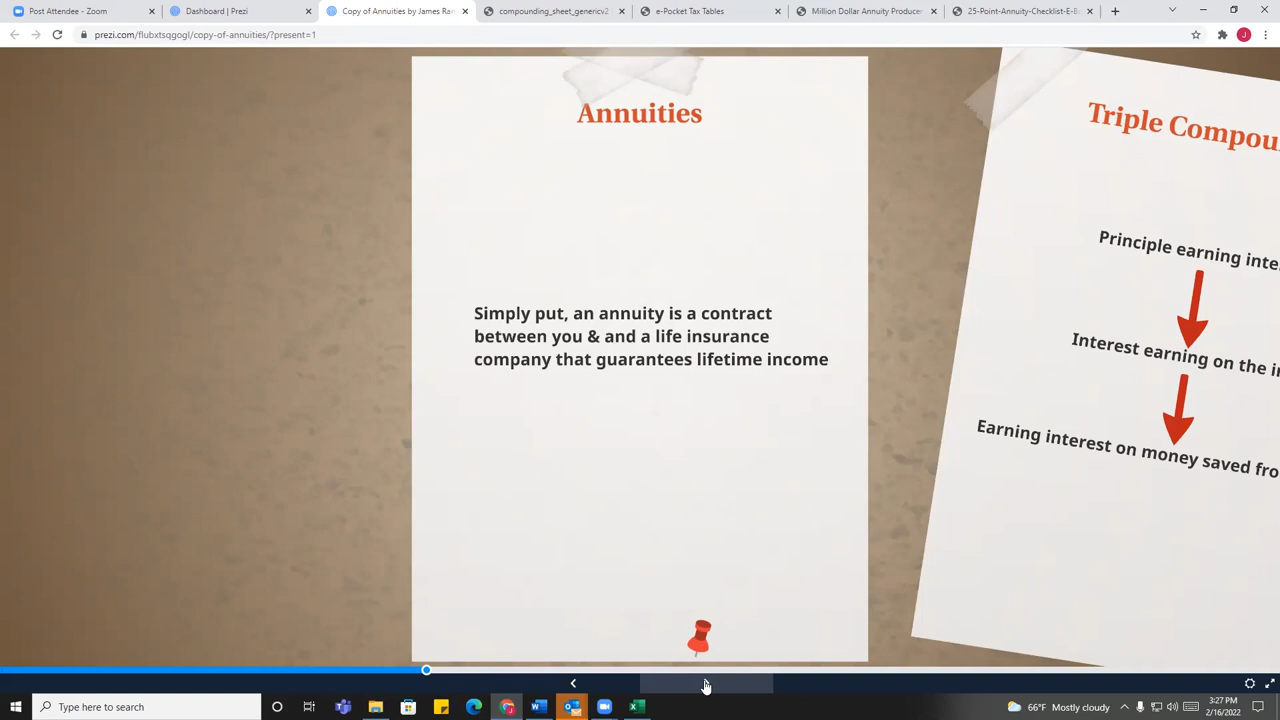 Post Attendee - Zoom
Dashboard | Prezi
Copy of Annuities by James Ran
compounding_sheet_genericv2
e-Pocket Tax Tables
Million Dollar Annuity Producer
25-Point-Annuity-Checklist-E-B
prezi.com/flubxtsqgogl/copy-of-annuities/?present=1
J
Annuities
Simply put, an annuity is a contract
between you & and a life insurance
company that guarantees lifetime income
Triple Compou
Principle earning inte
Interest earning on the i
Earning interest on money saved fro
Type here to search
66°F Mostly cloudy
3:27 PM
2/16/2022